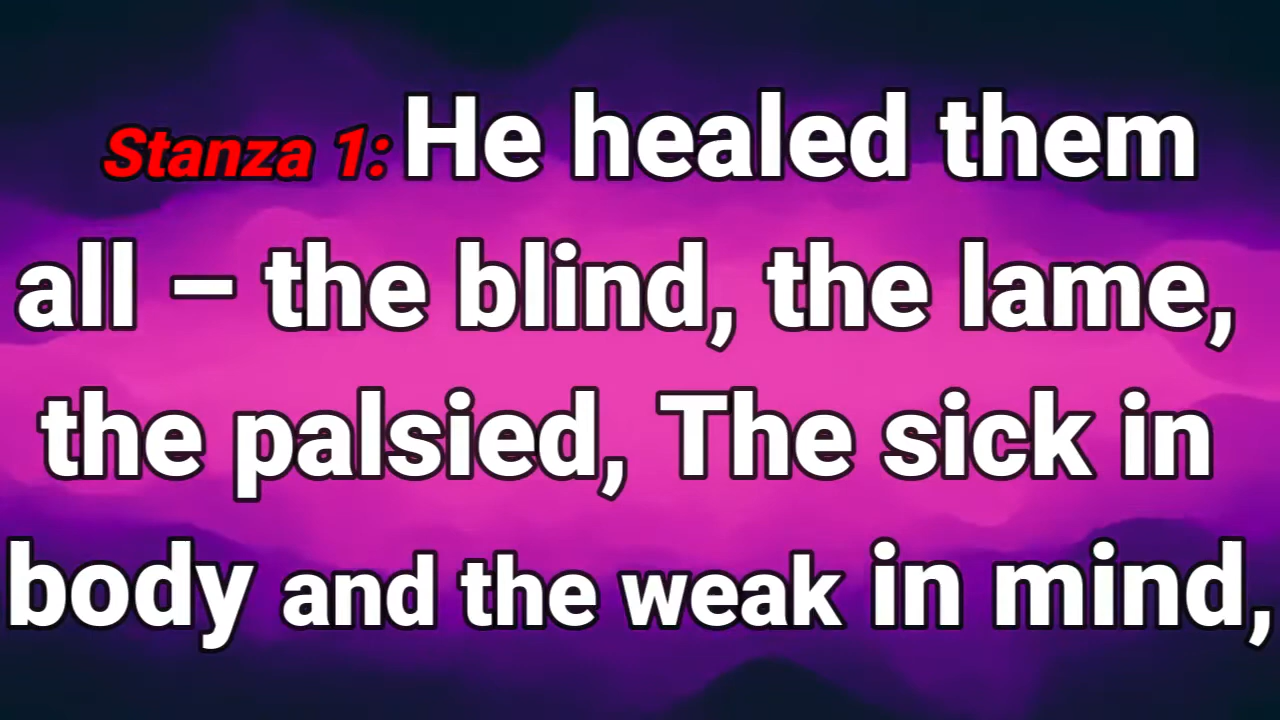 Stanza 1: He healed them
all – the blind, the lame,
the palsied, The sick in
body and the weak in mind,